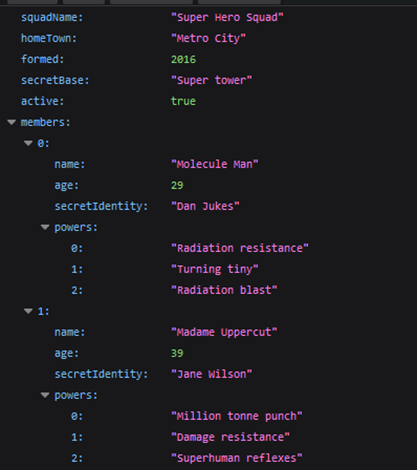 squadName: "Super Hero Squad"
homeTown: "Metro City"
formed: 2016
secretBase: "Super tower"
active: true
members:
0:
name: "Molecule Man"
age: 29
secretIdentity: "Dan Jukes"
powers:
0: "Radiation resistance"
1: "Turning tiny"
2: "Radiation blast"
1:
name: "Madame Uppercut"
age: 39
secretIdentity: "Jane Wilson"
powers:
0: "Million tonne punch"
1: "Damage resistance"
2: "Superhuman reflexes"